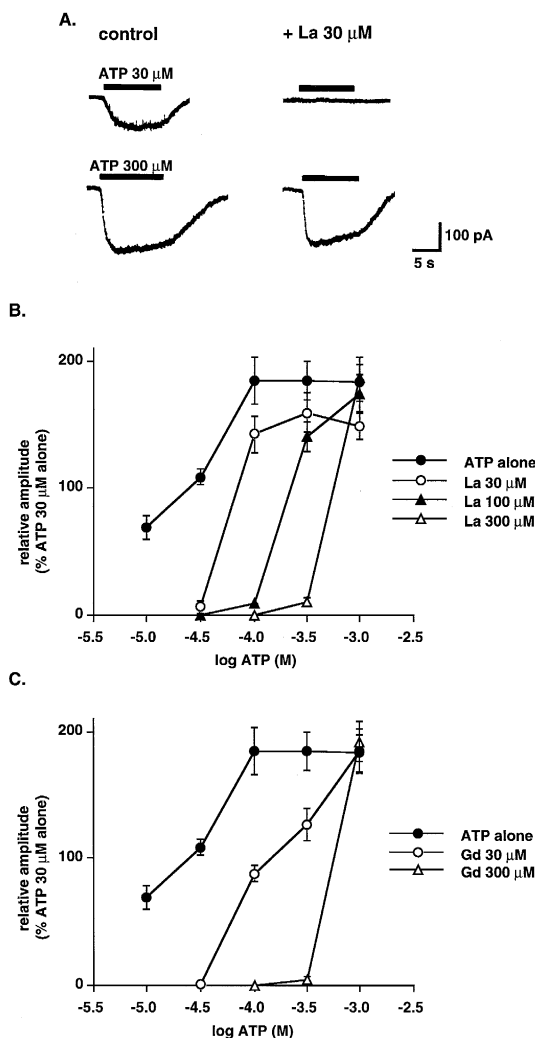 A.
control
+ La 30 µM
ATP 30 µM
ATP 300 µM
100 pA
5 s
B.
200
100
0
relative amplitude
(% ATP 30 µM alone)
-5.5 -5.0 -4.5 -4.0 -3.5 -3.0 -2.5
log ATP (M)
ATP alone
La 30 µM
La 100 µM
La 300 µM
C.
200
100
0
relative amplitude
(% ATP 30 µM alone)
-5.5 -5.0 -4.5 -4.0 -3.5 -3.0 -2.5
log ATP (M)
ATP alone
Gd 30 µM
Gd 300 µM